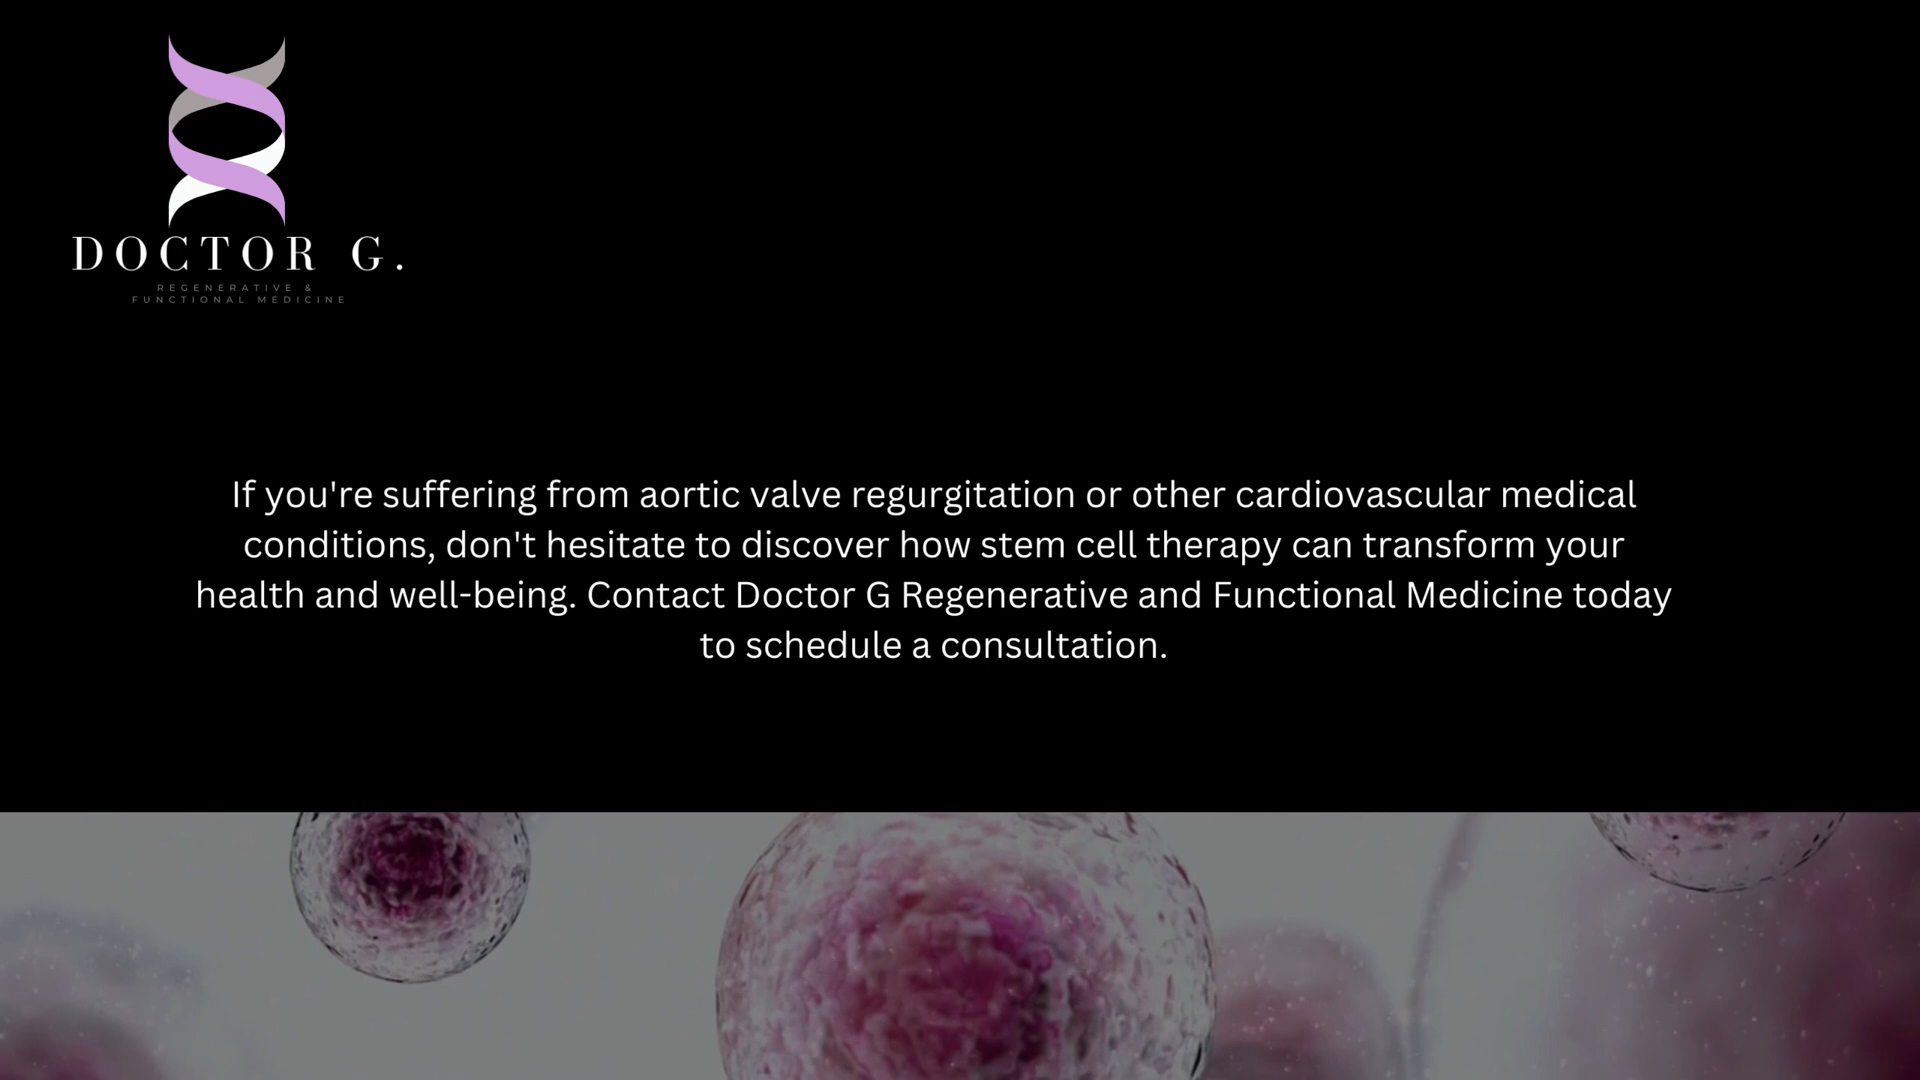 DOCTOR G.
REGENERATIVE &
FUNCTIONAL MEDICINE
If you're suffering from aortic valve regurgitation or other cardiovascular medical
conditions, don't hesitate to discover how stem cell therapy can transform your
health and well-being. Contact Doctor G Regenerative and Functional Medicine today
to schedule a consultation.